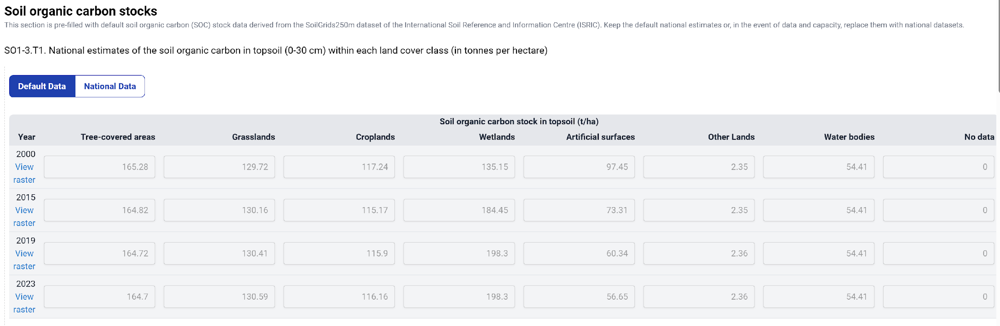 Soil organic carbon stocks
This section is pre-filled with default soil organic carbon (SOC) stock data derived from the SoilGrids250m dataset of the International Soil Reference and Information Centre (ISRIC). Keep the default national estimates or, in the event of data and capacity, replace them with national datasets.
SO1-3.T1. National estimates of the soil organic carbon in topsoil (0-30 cm) within each land cover class (in tonnes per hectare)
Default Data National Data
Soil organic carbon stock in topsoil (t/ha)
Year Tree-covered areas Grasslands Croplands Wetlands Artificial surfaces Other Lands Water bodies No data
2000
View
raster
165.28 129.72 117.24 135.15 97.45 2.35 54.41 0
2015
View
raster
164.82 130.16 115.17 184.45 73.31 2.35 54.41 0
2019
View
raster
164.72 130.41 115.9 198.3 60.34 2.36 54.41 0
2023
View
raster
164.7 130.59 116.16 198.3 56.65 2.36 54.41 0